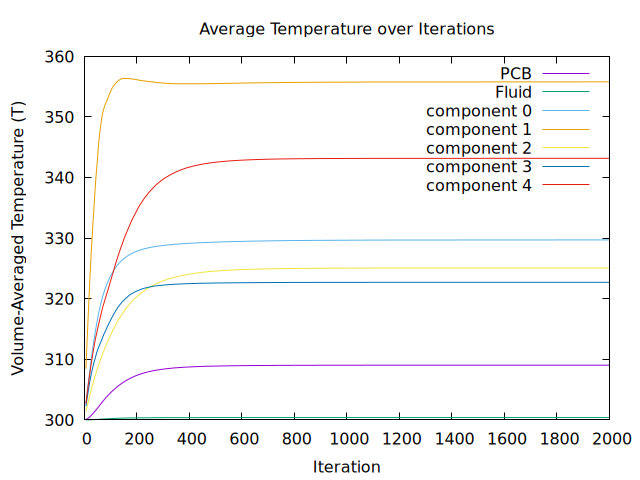 Average Temperature over Iterations
Volume-Averaged Temperature (T)
360
350
340
330
320
310
300
PCB
Fluid
component 0
component 1
component 2
component 3
component 4
0 200 400 600 800 1000 1200 1400 1600 1800 2000
Iteration